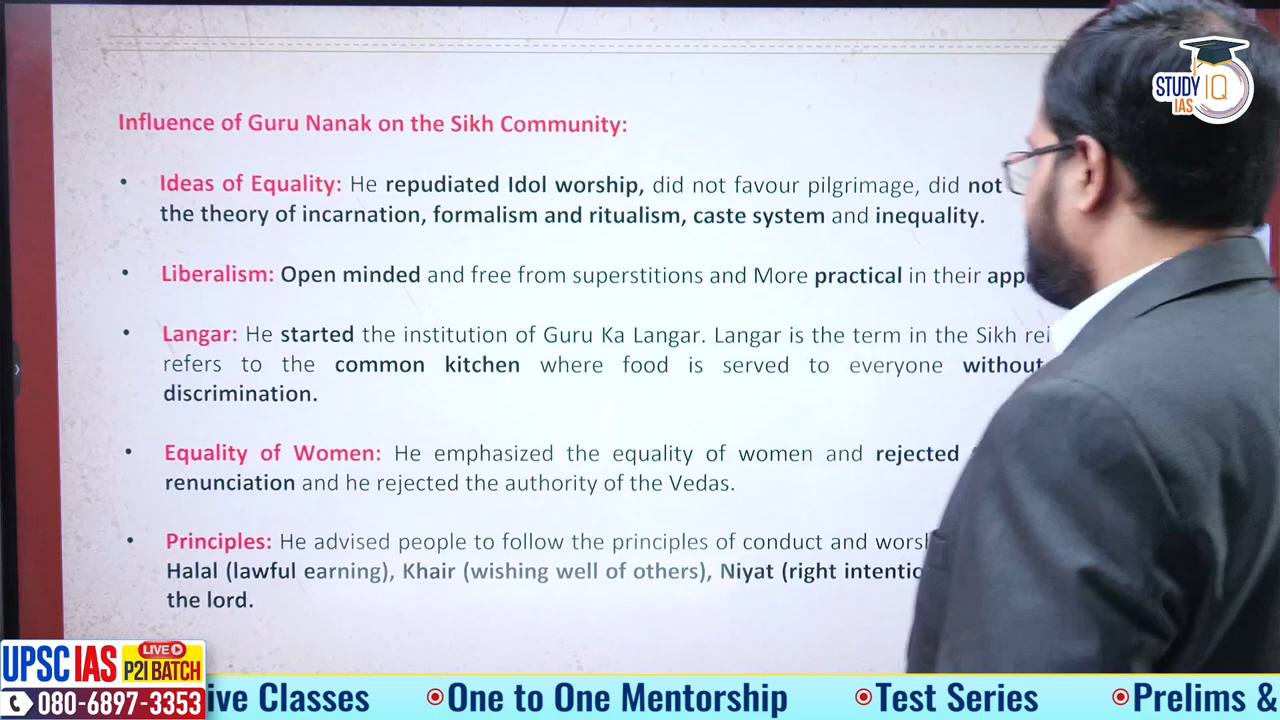 Influence of Guru Nanak on the Sikh Community:
• Ideas of Equality: He repudiated Idol worship, did not favour pilgrimage, did not
the theory of incarnation, formalism and ritualism, caste system and inequality.
• Liberalism: Open minded and free from superstitions and More practical in their
• Langar: He started the institution of Guru Ka Langar. Langar is the term in the Sikh
refers to the common kitchen where food is served to everyone without
discrimination.
• Equality of Women: He emphasized the equality of women and rejected
renunciation and he rejected the authority of the Vedas.
• Principles: He advised people to follow the principles of conduct and
Halal (lawful earning), Khair (wishing well of others), Niyat (right
the lord.
STUDY IQ
IAS
UPSC IAS LIVE
P2I BATCH
080-6897-3353
ive Classes One to One Mentorship Test Series Prelims &